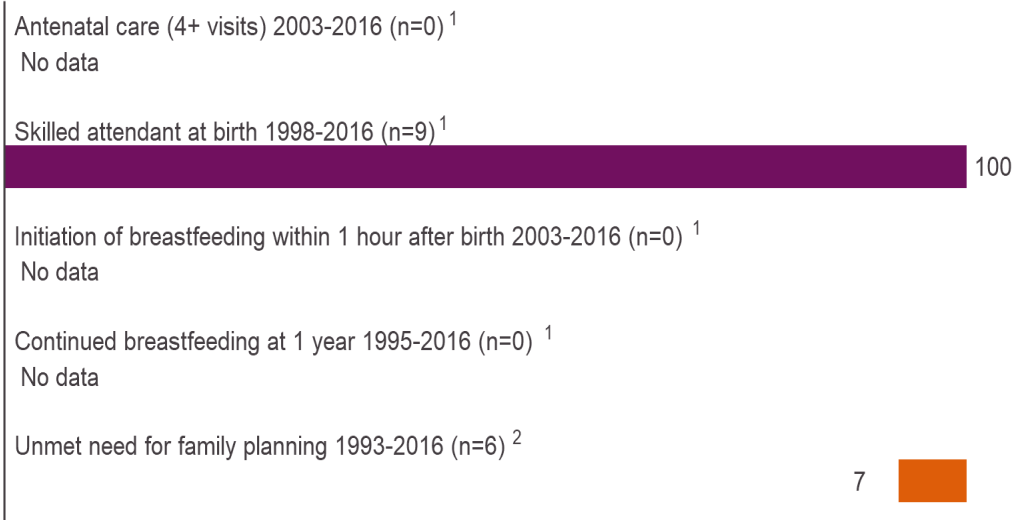 Antenatal care (4+ visits) 2003-2016 (n=0) 1
No data
Skilled attendant at birth 1998-2016 (n=9) 1
100
Initiation of breastfeeding within 1 hour after birth 2003-2016 (n=0) 1
No data
Continued breastfeeding at 1 year 1995-2016 (n=0) 1
No data
Unmet need for family planning 1993-2016 (n=6) 2
7